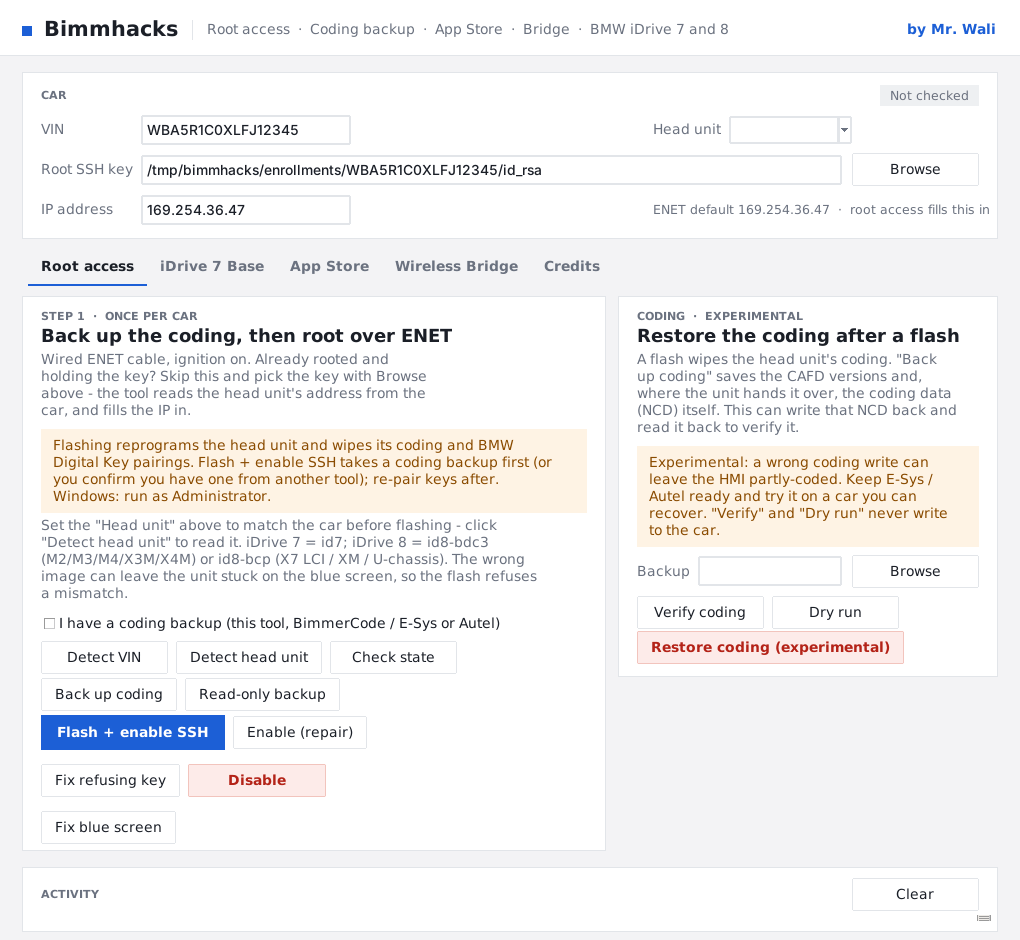 Bimmhacks
Root access · Coding backup · App Store · Bridge · BMW iDrive 7 and 8
by Mr. Wali
CAR
Not checked
VIN
WBA5R1C0XLFJ12345
Head unit
Root SSH key
/tmp/bimmhacks/enrollments/WBA5R1C0XLFJ12345/id_rsa
Browse
IP address
169.254.36.47
ENET default 169.254.36.47 · root access fills this in
Root access
iDrive 7 Base
App Store
Wireless Bridge
Credits
STEP 1 · ONCE PER CAR
Back up the coding, then root over ENET
Wired ENET cable, ignition on. Already rooted and
holding the key? Skip this and pick the key with Browse
above - the tool reads the head unit's address from the
car, and fills the IP in.
Flashing reprograms the head unit and wipes its coding and BMW
Digital Key pairings. Flash + enable SSH takes a coding backup first (or
you confirm you have one from another tool); re-pair keys after.
Windows: run as Administrator.
Set the "Head unit" above to match the car before flashing - click
"Detect head unit" to read it. iDrive 7 = id7; iDrive 8 = id8-bdc3
(M2/M3/M4/X3M/X4M) or id8-bcp (X7 LCI / XM / U-chassis). The wrong
image can leave the unit stuck on the blue screen, so the flash refuses
a mismatch.
I have a coding backup (this tool, BimmerCode / E-Sys or Autel)
Detect VIN
Detect head unit
Check state
Back up coding
Read-only backup
Flash + enable SSH
Enable (repair)
Fix refusing key
Disable
Fix blue screen
CODING · EXPERIMENTAL
Restore the coding after a flash
A flash wipes the head unit's coding. "Back
up coding" saves the CAFD versions and,
where the unit hands it over, the coding data
(NCD) itself. This can write that NCD back and
read it back to verify it.
Experimental: a wrong coding write can
leave the HMI partly-coded. Keep E-Sys /
Autel ready and try it on a car you can
recover. "Verify" and "Dry run" never write
to the car.
Backup
Browse
Verify coding
Dry run
Restore coding (experimental)
ACTIVITY
Clear